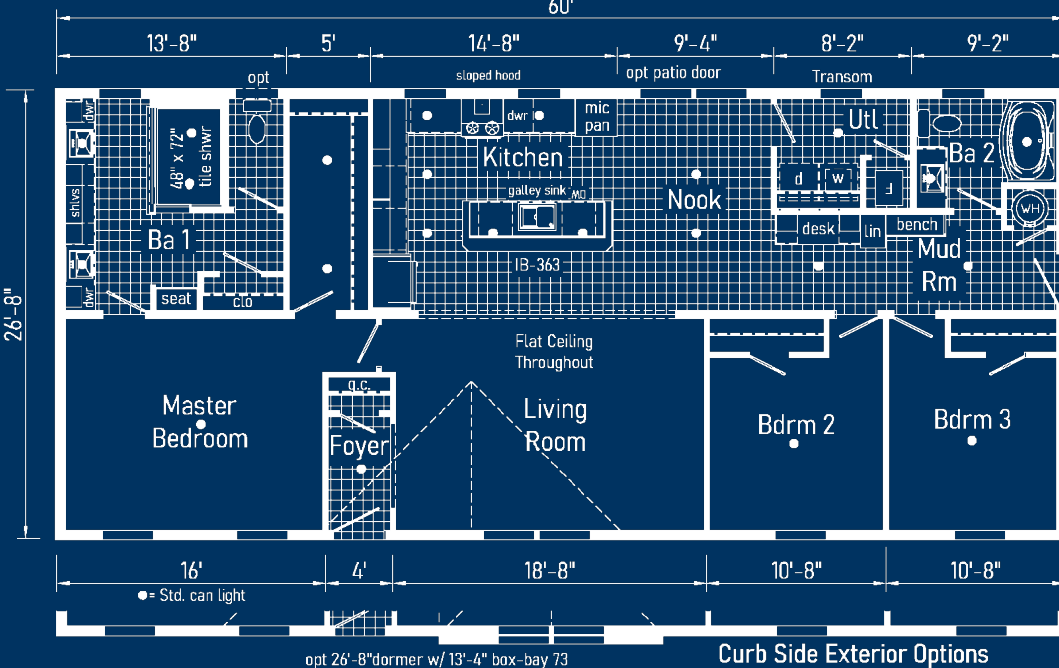 60'
13'-8"
5'
14'-8"
9'-4"
8'-2"
9'-2"
opt
sloped hood
opt patio door
Transom
dwr
48" x 72"
tile shwr
shlvs
Ba 1
dwr
seat
clo
dwr
mic
pan
Kitchen
galley sink
DW
IB-363
Nook
Utl
d
w
F
desk
lin
bench
Ba 2
WH
Mud
Rm
26'-8"
Flat Ceiling
Throughout
Master
Bedroom
g.c.
Foyer
Living
Room
Bdrm 2
Bdrm 3
16'
4'
18'-8"
10'-8"
10'-8"
= Std. can light
opt 26'-8"dormer w/ 13'-4" box-bay 73
Curb Side Exterior Options